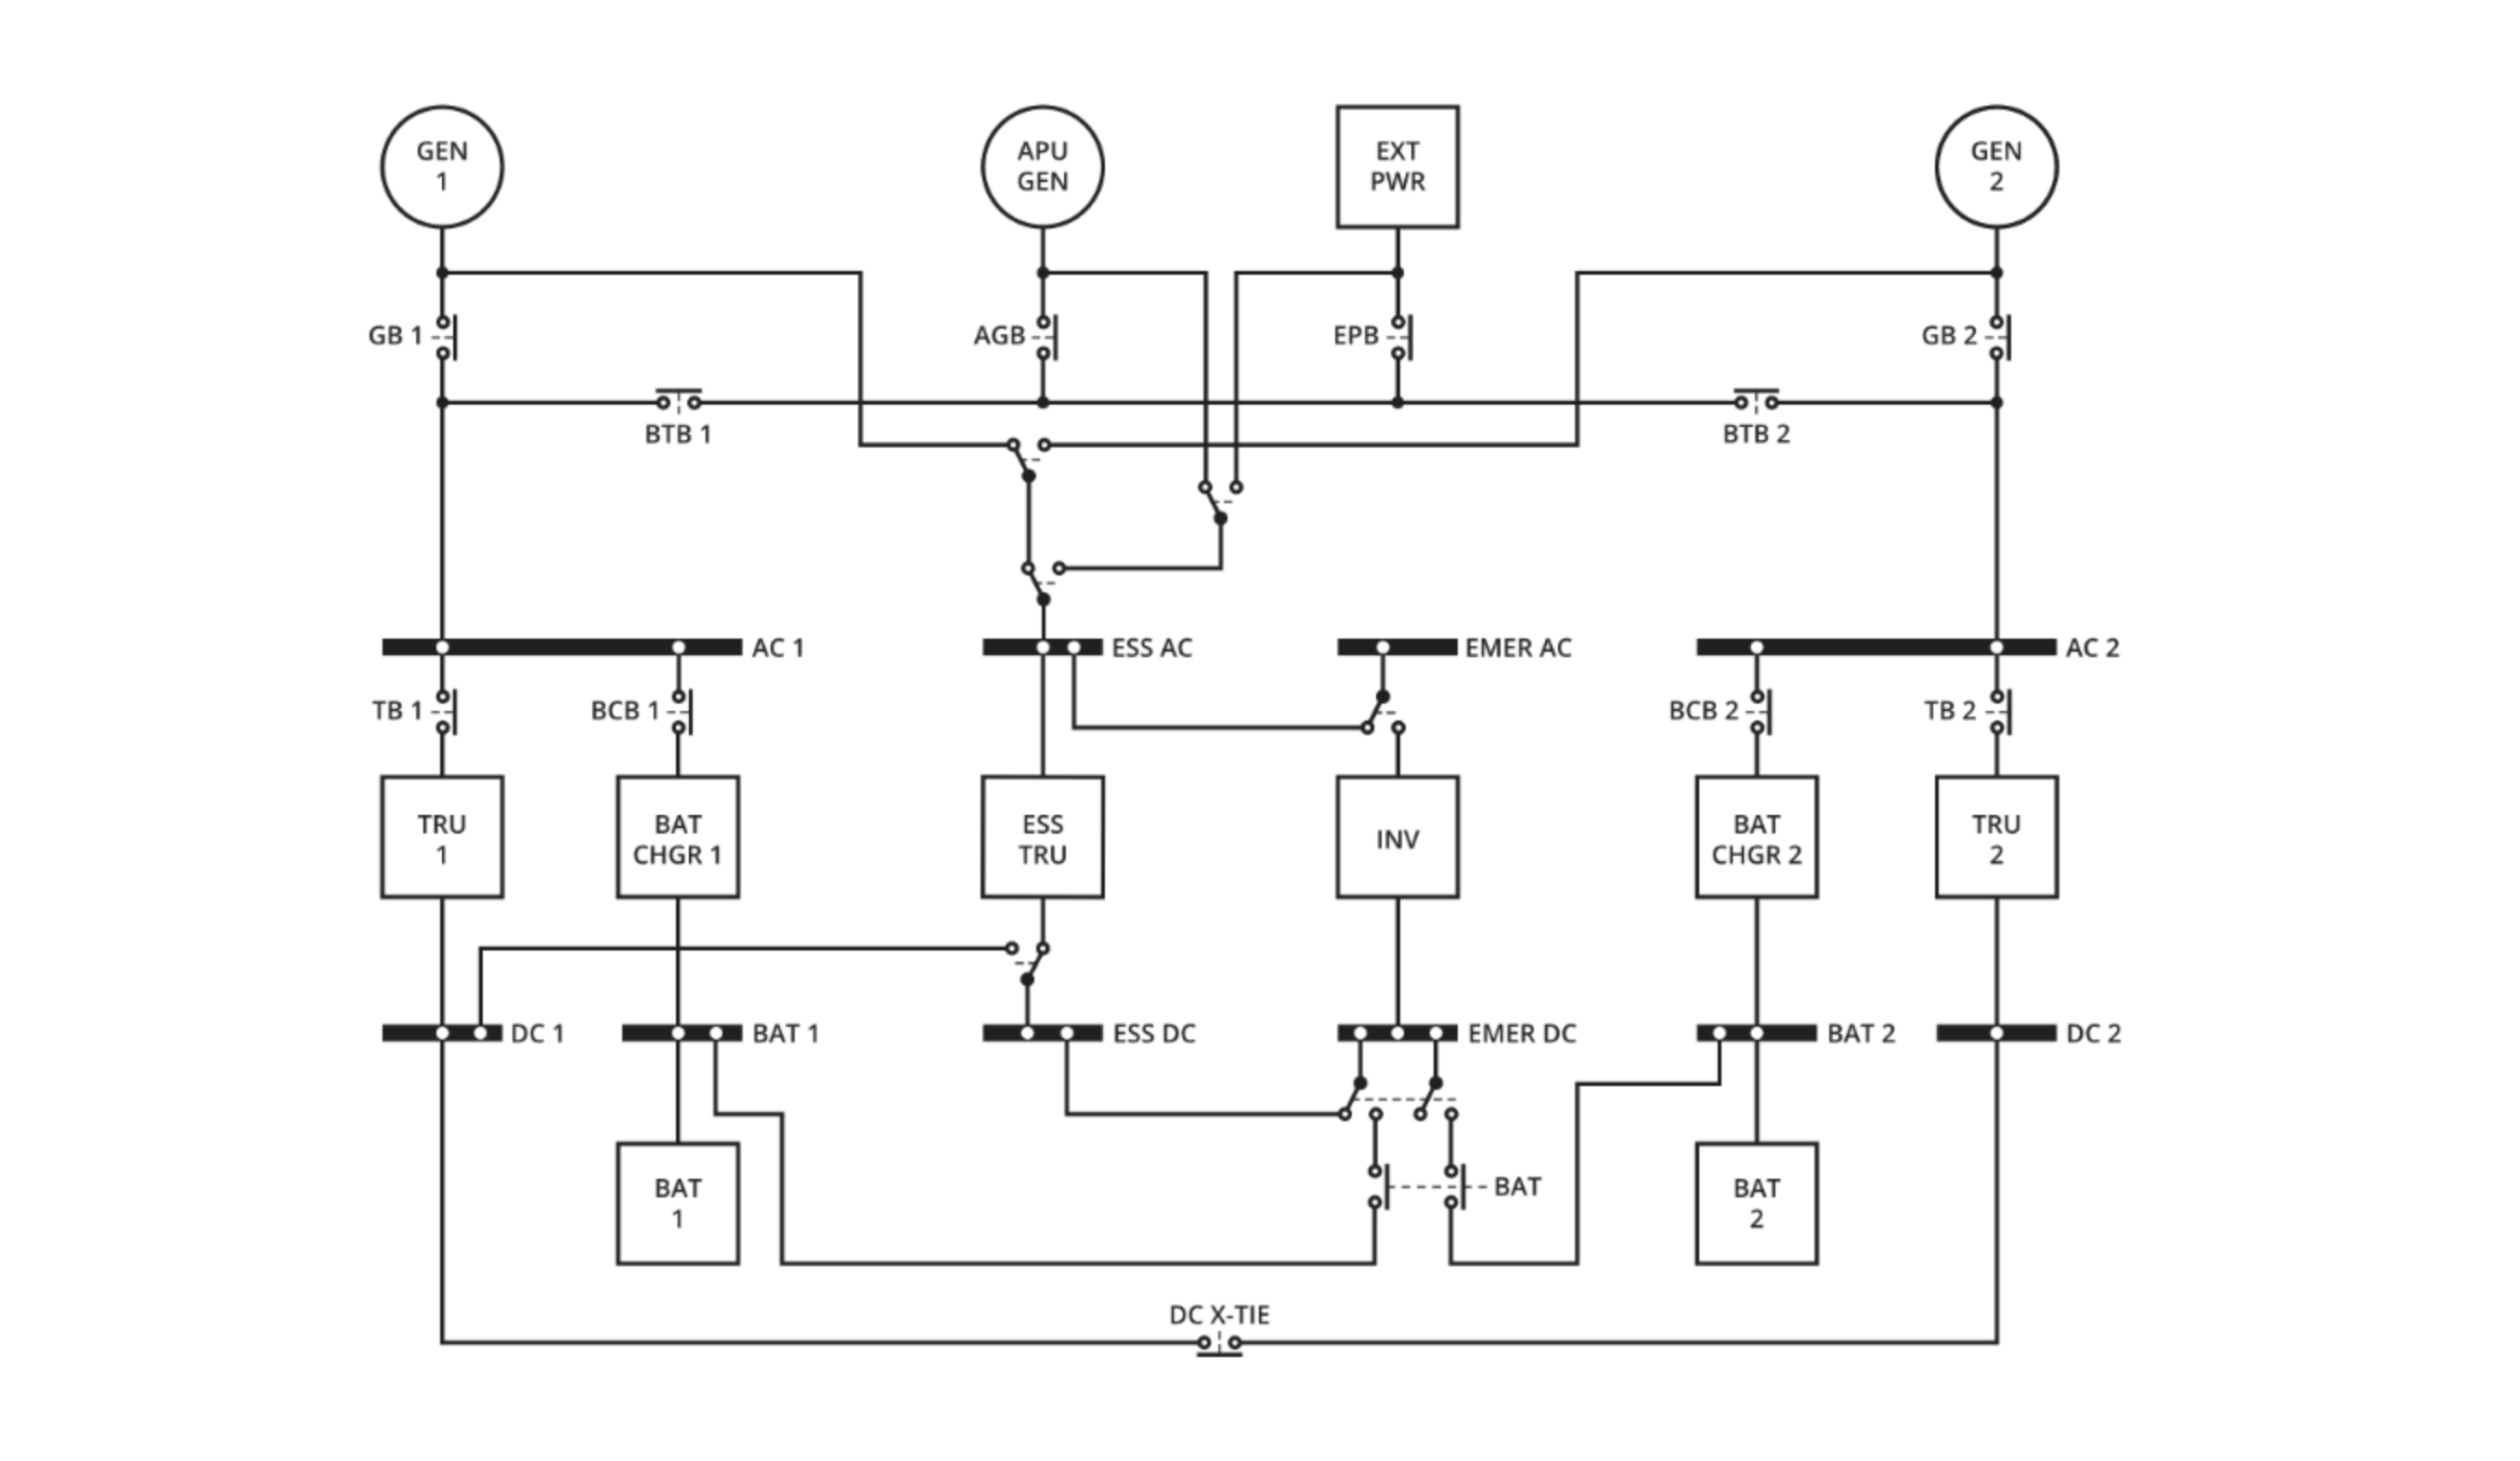 GEN
1
APU
GEN
EXT
PWR
GEN
2
GB 1
AGB
EPB
GB 2
BTB 1
BTB 2
AC 1
ESS AC
EMER AC
AC 2
TB 1
BCB 1
BCB 2
TB 2
TRU
1
BAT
CHGR 1
ESS
TRU
INV
BAT
CHGR 2
TRU
2
DC 1
BAT 1
ESS DC
EMER DC
BAT 2
DC 2
BAT
1
BAT
BAT
2
DC X-TIE